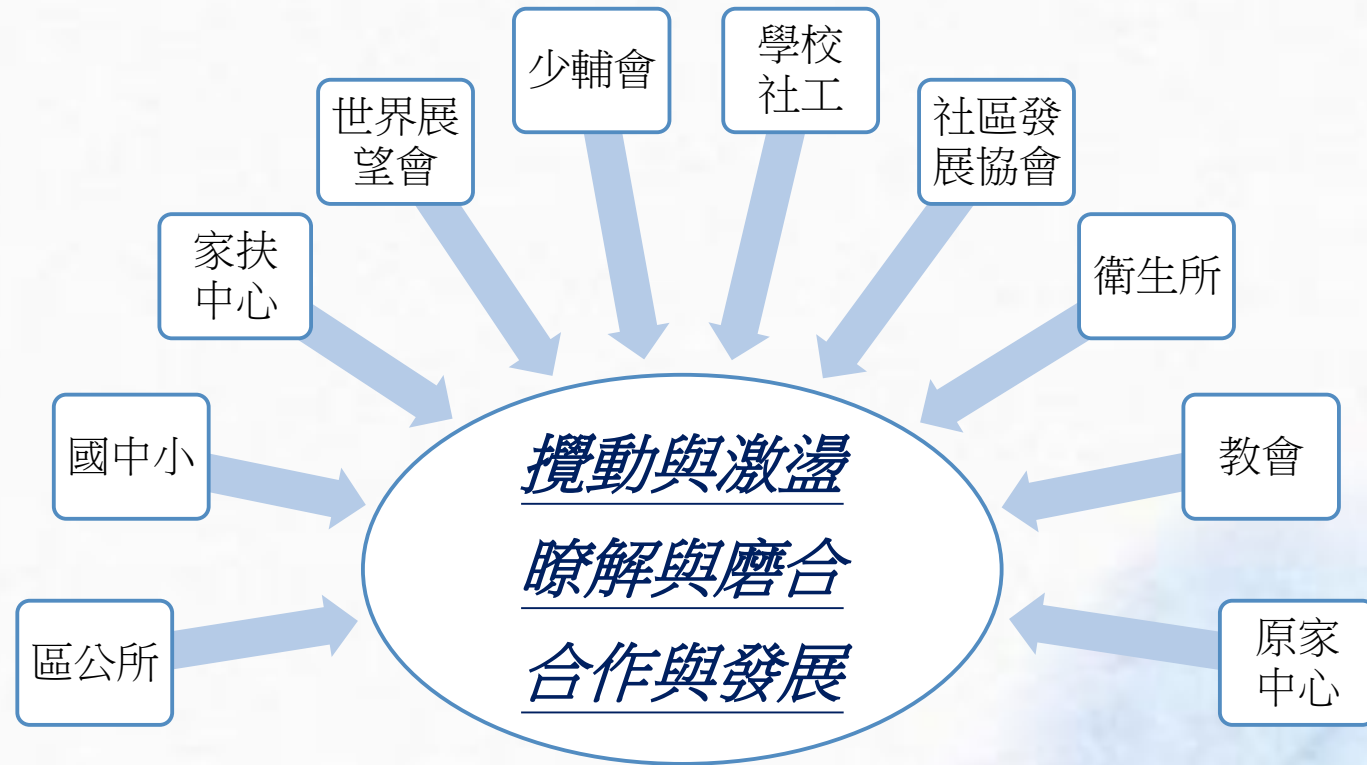 少輔會
學校
社工
世界展
望會
社區發
展協會
家扶
中心
衛生所
國中小
教會
區公所
原家
中心
攪動與激盪
瞭解與磨合
合作與發展